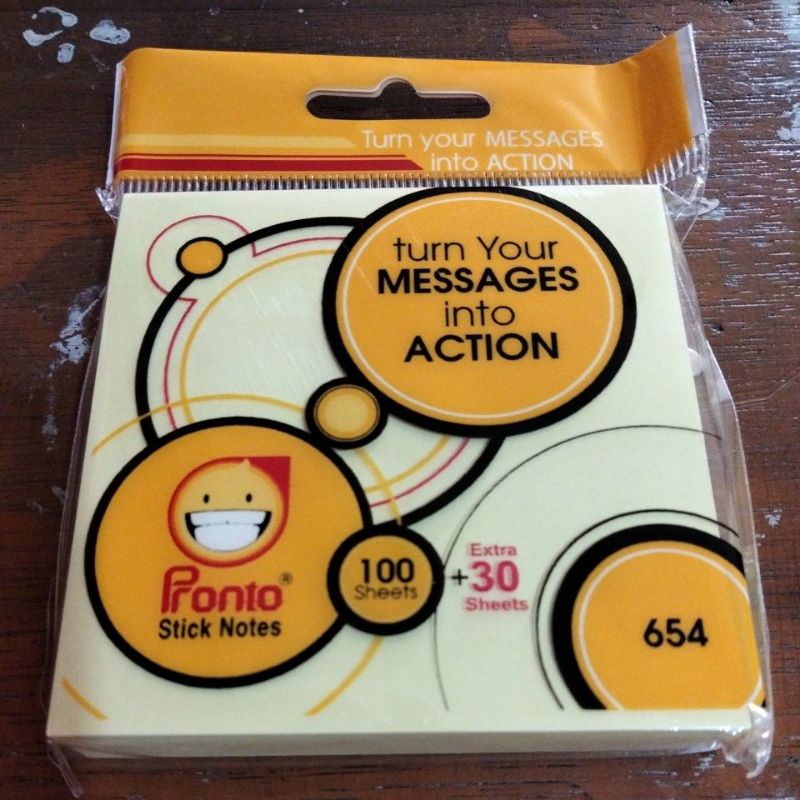 Turn your MESSAGES
into ACTION
turn Your
MESSAGES
into
ACTION
Pronto®
Stick Notes
100
Sheets
+
Extra
30
Sheets
654